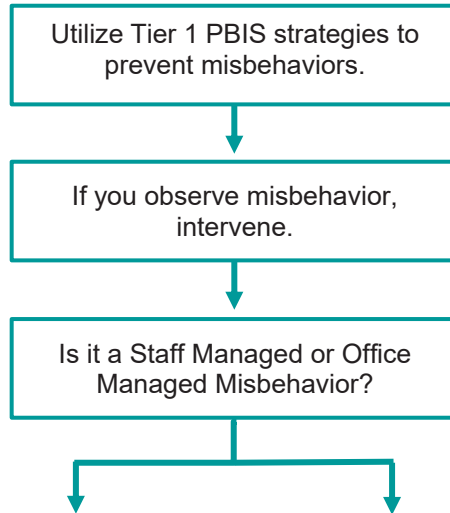 Utilize Tier 1 PBIS strategies to
prevent misbehaviors.
If you observe misbehavior,
intervene.
Is it a Staff Managed or Office
Managed Misbehavior?